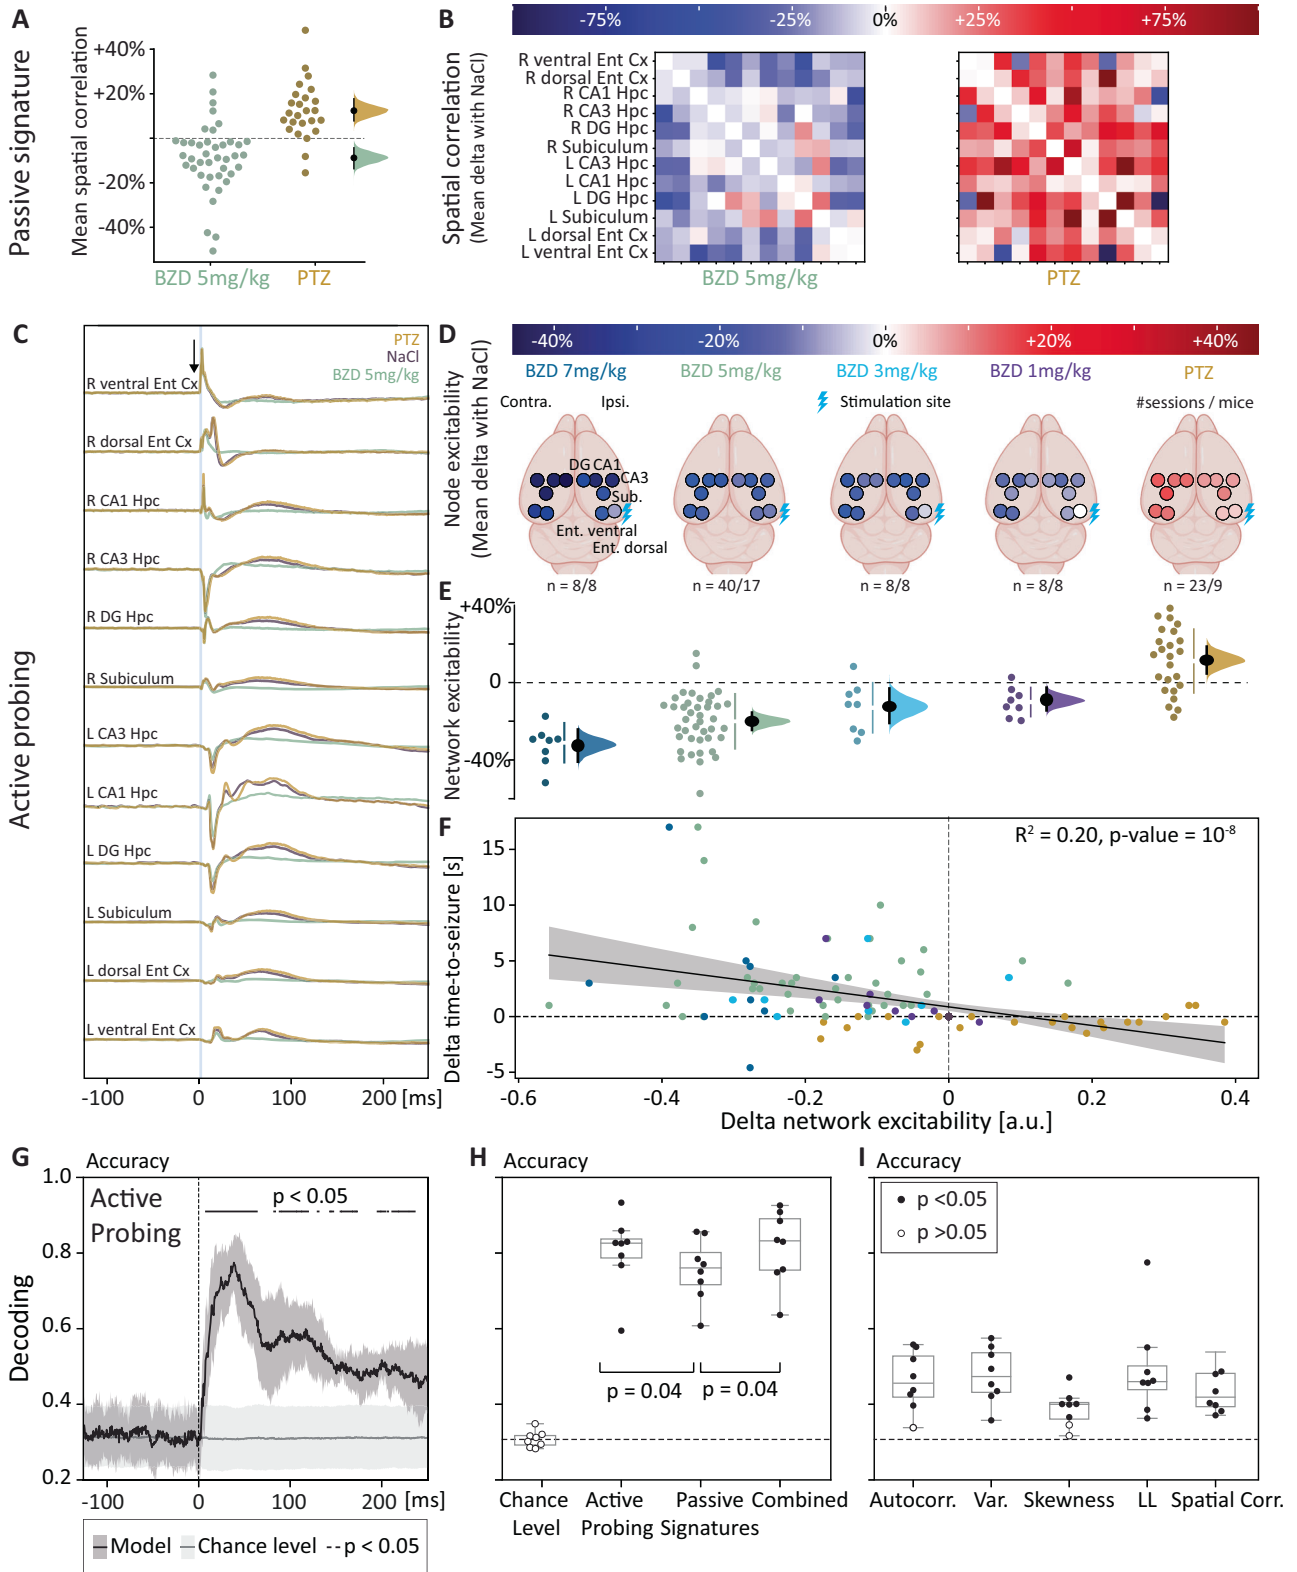 A
Passive signature
Mean spatial correlation
+40%
+20%
0%
-20%
-40%
BZD 5mg/kg
PTZ
B
-75%
-25%
0%
+25%
+75%
Spatial correlation
(Mean delta with NaCl)
R ventral Ent Cx
R dorsal Ent Cx
R CA1 Hpc
R CA3 Hpc
R DG Hpc
R Subiculum
L CA3 Hpc
L CA1 Hpc
L DG Hpc
L Subiculum
L dorsal Ent Cx
L ventral Ent Cx
BZD 5mg/kg
PTZ
C
Active probing
PTZ
NaCl
BZD 5mg/kg
R ventral Ent Cx
R dorsal Ent Cx
R CA1 Hpc
R CA3 Hpc
R DG Hpc
R Subiculum
L CA3 Hpc
L CA1 Hpc
L DG Hpc
L Subiculum
L dorsal Ent Cx
L ventral Ent Cx
-100 0 100 200 [ms]
D
-40%
-20%
0%
+20%
+40%
Node excitability
(Mean delta with NaCl)
BZD 7mg/kg
BZD 5mg/kg
BZD 3mg/kg
BZD 1mg/kg
PTZ
Contra.
Ipsi.
Stimulation site
#sessions / mice
DG CA1
CA3
Sub.
Ent. ventral
Ent. dorsal
n = 8/8
n = 40/17
n = 8/8
n = 8/8
n = 23/9
E
Network excitability
+40%
0
-40%
F
Delta time-to-seizure [s]
R² = 0.20, p-value = 10⁻⁸
15
10
5
0
-5
-0.6 -0.4 -0.2 0 0.2 0.4
Delta network excitability [a.u.]
G
Accuracy
Decoding
Active
Probing
p < 0.05
1.0
0.8
0.6
0.4
0.2
-100 0 100 200 [ms]
Model
Chance level
--p < 0.05
H
Accuracy
p = 0.04
p = 0.04
Chance
Level
Active
Probing
Passive
Signatures
Combined
I
Accuracy
p <0.05
p >0.05
Autocorr.
Var.
Skewness
LL
Spatial Corr.